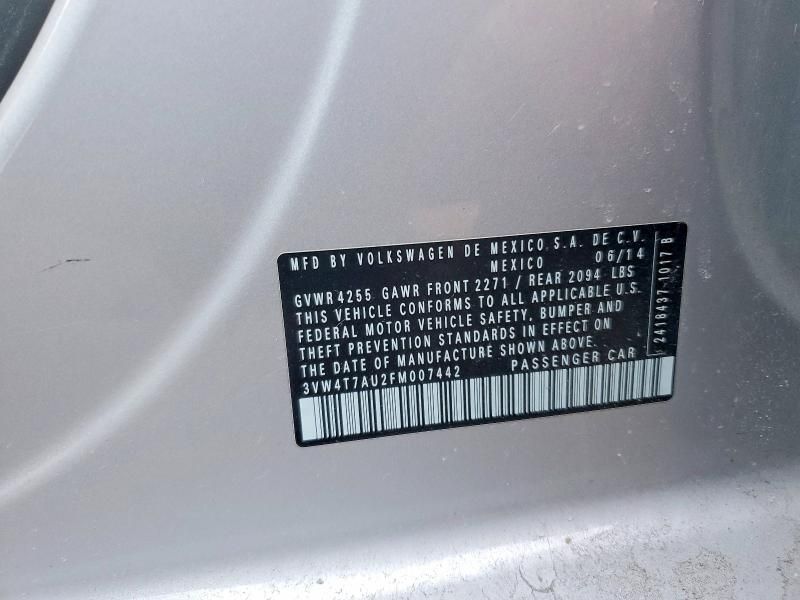 MFD BY VOLKSWAGEN DE MEXICO, S.A. DE C.V.
MEXICO 06/14
GVWR 4255 GAWR FRONT 2271 / REAR 2094 LBS
THIS VEHICLE CONFORMS TO ALL APPLICABLE U.S.
FEDERAL MOTOR VEHICLE SAFETY, BUMPER AND
THEFT PREVENTION STANDARDS IN EFFECT ON
THE DATE OF MANUFACTURE SHOWN ABOVE.
3VW4T7AU2FM007442 PASSENGER CAR
2418437-1017 B